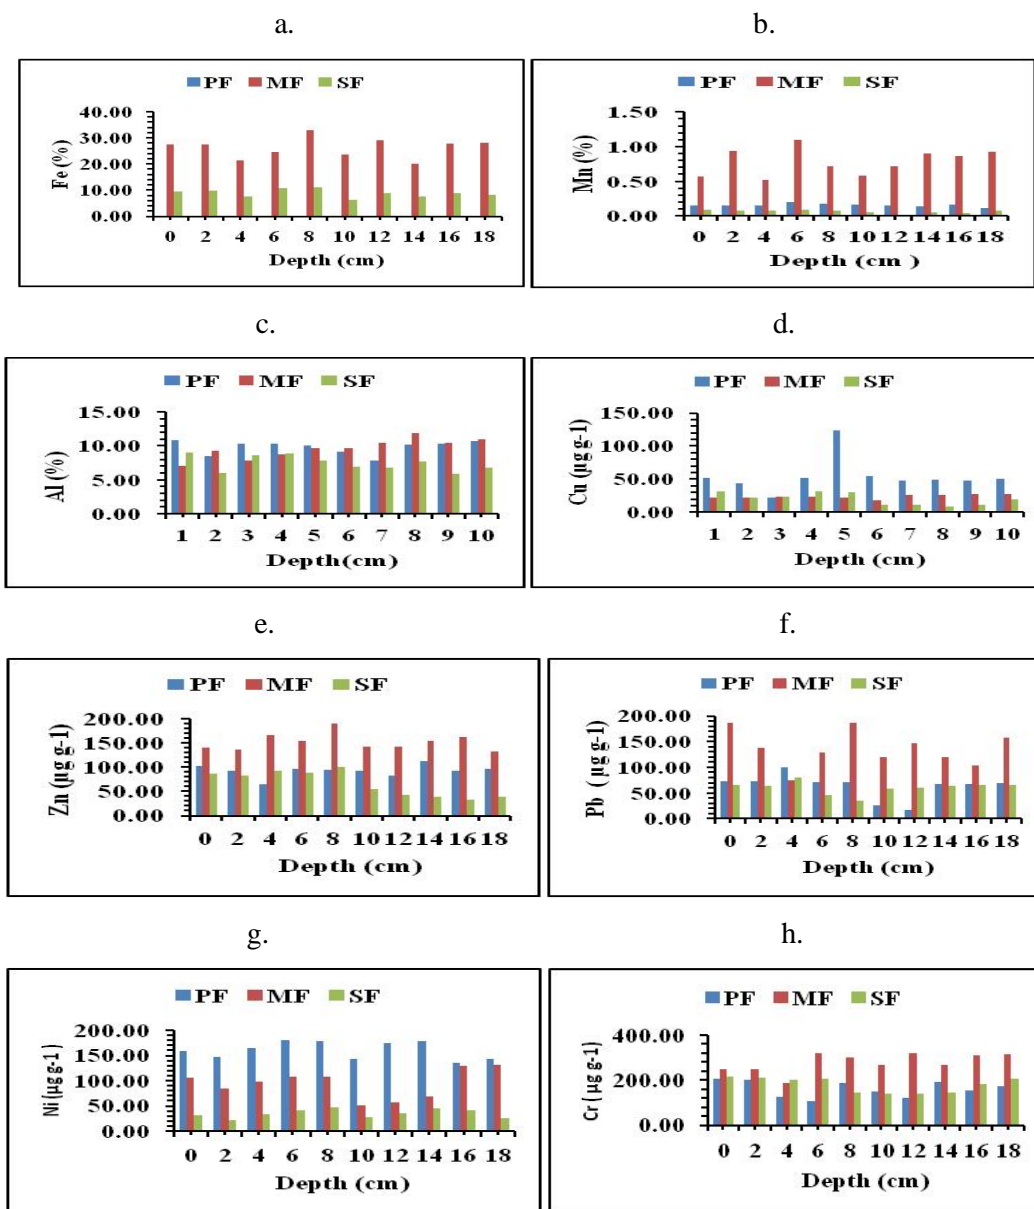 a.
PF MF SF
40.00
30.00
20.00
10.00
0.00
Fe (%)
0 2 4 6 8 10 12 14 16 18
Depth (cm)
b.
PF MF SF
1.50
1.00
0.50
0.00
Mn (%)
0 2 4 6 8 10 12 14 16 18
Depth (cm )
c.
PF MF SF
15.00
10.00
5.00
0.00
Al (%)
1 2 3 4 5 6 7 8 9 10
Depth(cm)
d.
PF MF SF
150.00
100.00
50.00
0.00
Cu (µg g-1)
1 2 3 4 5 6 7 8 9 10
Depth (cm)
e.
PF MF SF
200.00
150.00
100.00
50.00
0.00
Zn (µg g-1)
0 2 4 6 8 10 12 14 16 18
Depth (cm)
f.
PF MF SF
200.00
150.00
100.00
50.00
0.00
Pb ( µg g-1)
0 2 4 6 8 10 12 14 16 18
Depth (cm)
g.
PF MF SF
200.00
150.00
100.00
50.00
0.00
Ni (µg g-1 )
0 2 4 6 8 10 12 14 16 18
Depth (cm)
h.
PF MF SF
400.00
200.00
0.00
Cr ( µg g-1)
0 2 4 6 8 10 12 14 16 18
Depth (cm)